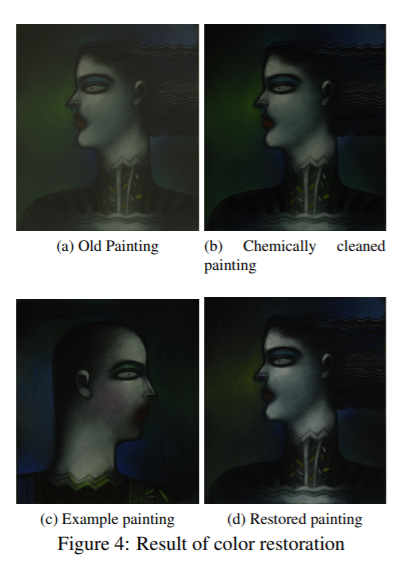 (a) Old Painting
(b) Chemically cleaned
painting
(c) Example painting
(d) Restored painting
Figure 4: Result of color restoration